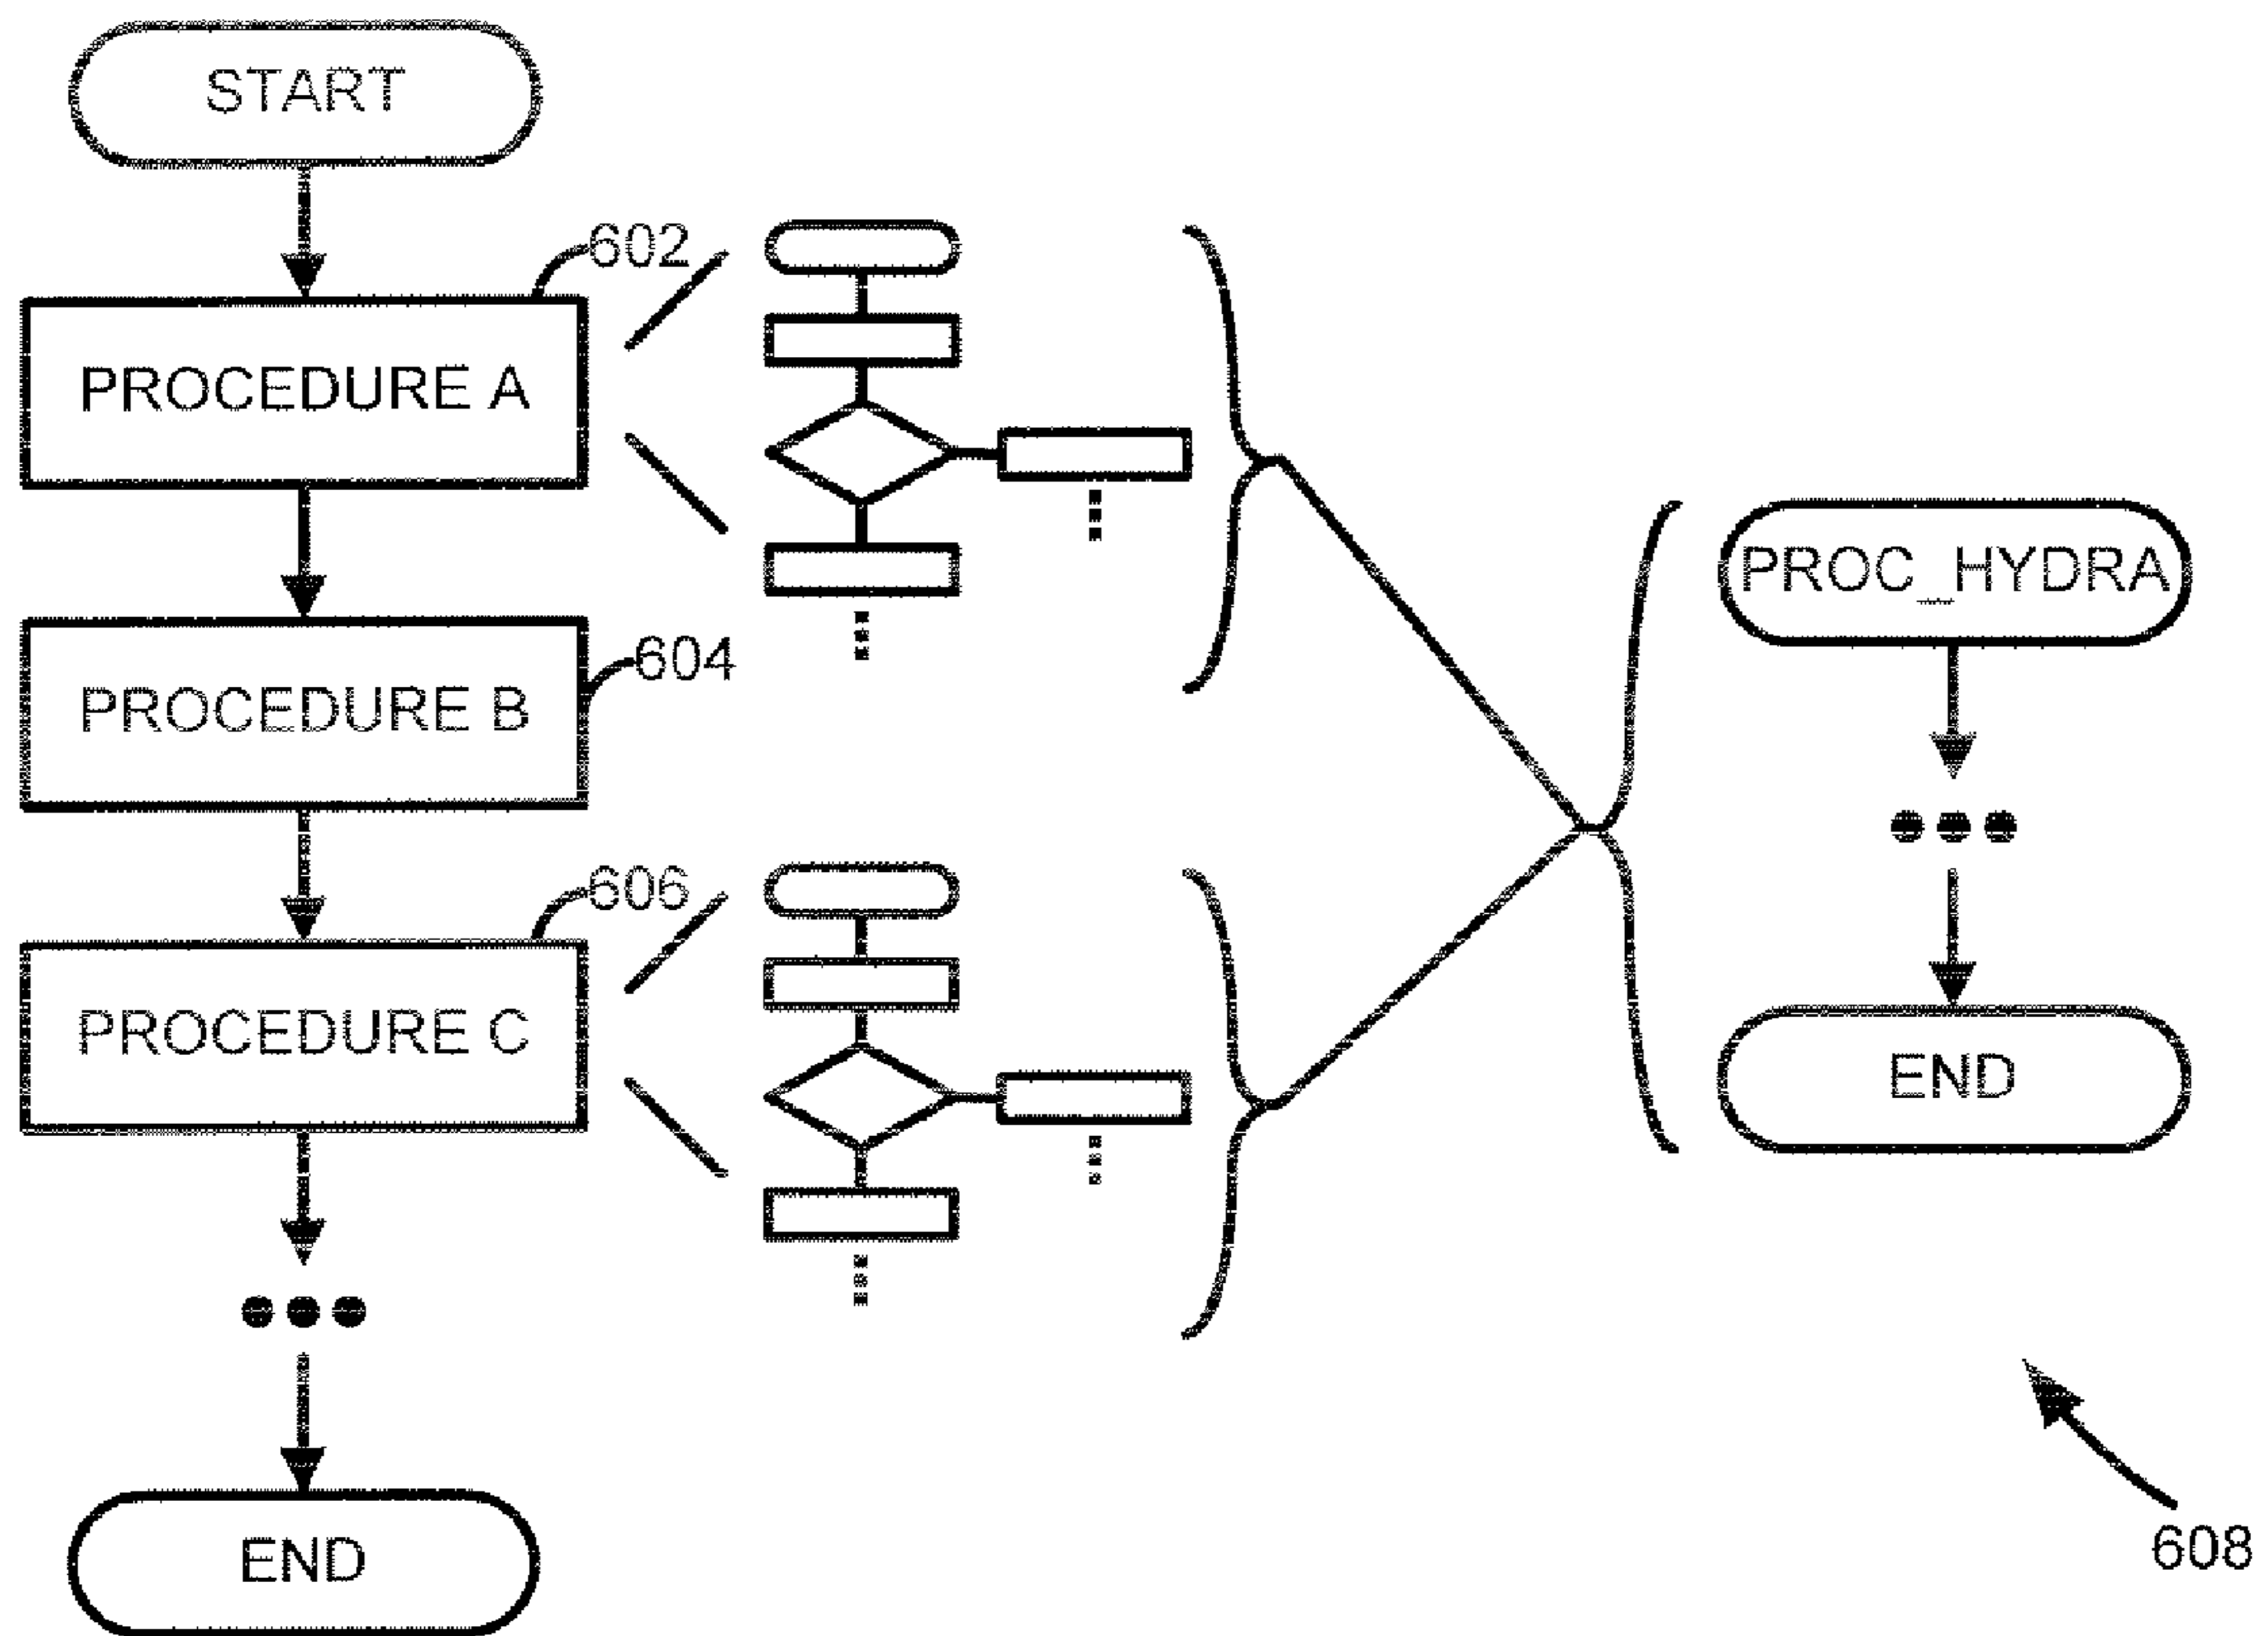 START
602
PROCEDURE A
604
PROCEDURE B
606
PROCEDURE C
END
PROC_HYDRA
END
608